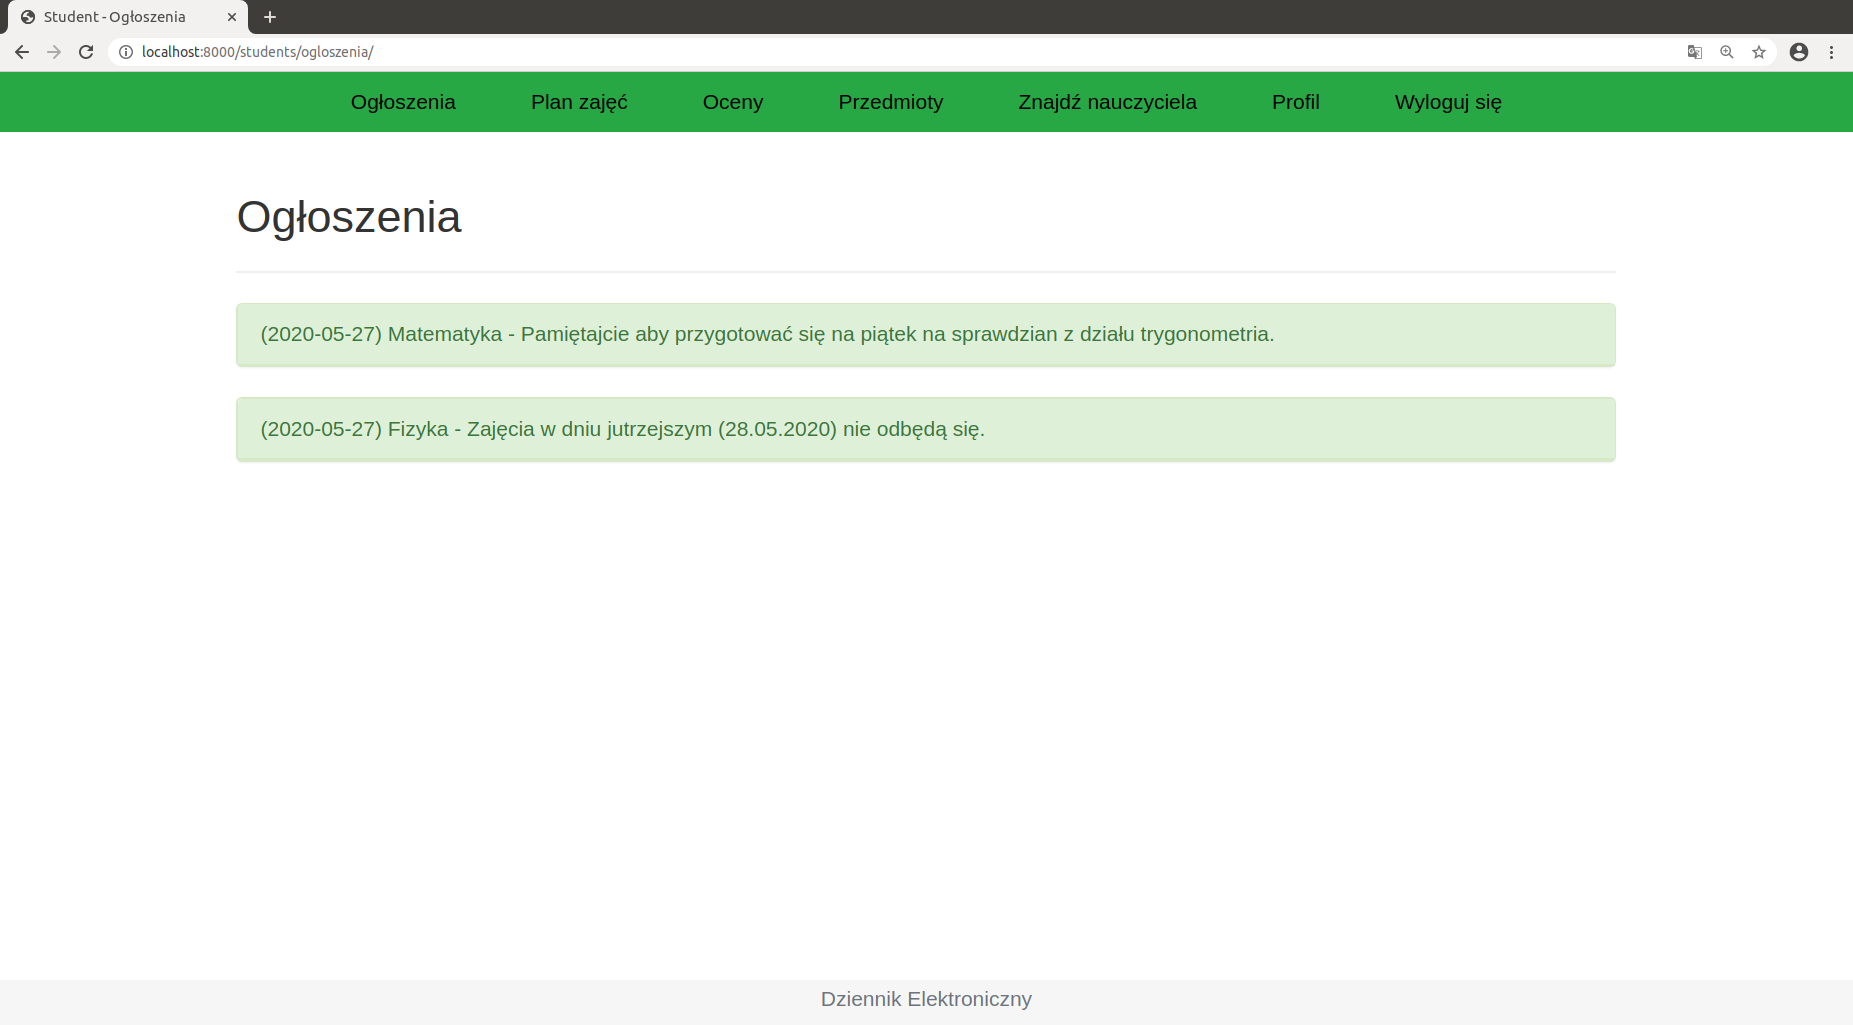 Student - Ogłoszenia
localhost:8000/students/ogloszenia/
Ogłoszenia Plan zajęć Oceny Przedmioty Znajdź nauczyciela Profil Wyloguj się
Ogłoszenia
(2020-05-27) Matematyka - Pamiętajcie aby przygotować się na piątek na sprawdzian z działu trygonometria.
(2020-05-27) Fizyka - Zajęcia w dniu jutrzejszym (28.05.2020) nie odbędą się.
Dziennik Elektroniczny